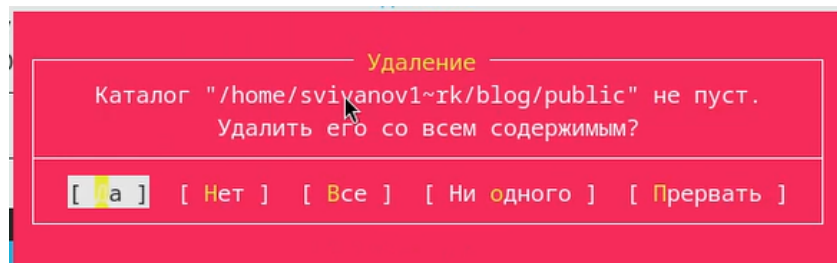 Удаление
Каталог "/home/svivanov1~rk/blog/public" не пуст.
Удалить его со всем содержимым?
[ Да ] [ Нет ] [ Все ] [ Ни одного ] [ Прервать ]